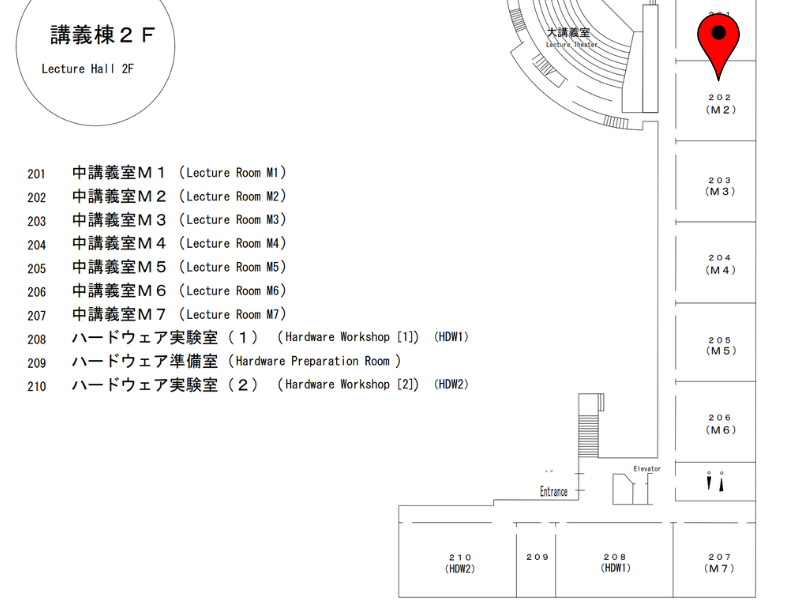 講義棟２Ｆ
Lecture Hall 2F
大講義室
Lecture Theater
201 中講義室Ｍ１ (Lecture Room M1)
202 中講義室Ｍ２ (Lecture Room M2)
203 中講義室Ｍ３ (Lecture Room M3)
204 中講義室Ｍ４ (Lecture Room M4)
205 中講義室Ｍ５ (Lecture Room M5)
206 中講義室Ｍ６ (Lecture Room M6)
207 中講義室Ｍ７ (Lecture Room M7)
208 ハードウェア実験室（１） (Hardware Workshop [1]) (HDW1)
209 ハードウェア準備室 (Hardware Preparation Room )
210 ハードウェア実験室（２） (Hardware Workshop [2]) (HDW2)
２０２
(Ｍ２)
２０３
(Ｍ３)
２０４
(Ｍ４)
２０５
(Ｍ５)
２０６
(Ｍ６)
Elevator
Entrance
２１０
(HDW2)
２０９
２０８
(HDW1)
２０７
(Ｍ７)